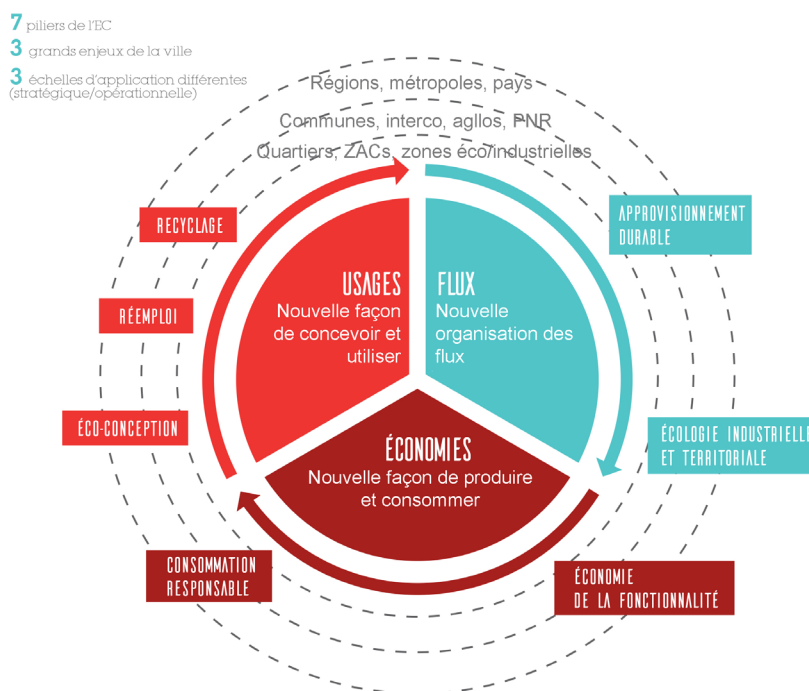 7 piliers de l'EC
3 grands enjeux de la ville
3 échelles d'application différentes
(stratégique/opérationnelle)
Régions, métropoles, pays
Communes, interco, agllos, PNR
Quartiers, ZACs, zones éco/industrielles
RECYCLAGE
RÉEMPLOI
ÉCO-CONCEPTION
APPROVISIONNEMENT
DURABLE
ÉCOLOGIE INDUSTRIELLE
ET TERRITORIALE
USAGES
Nouvelle façon
de concevoir et
utiliser
FLUX
Nouvelle
organisation des
flux
ÉCONOMIES
Nouvelle façon de produire
et consommer
CONSOMMATION
RESPONSABLE
ÉCONOMIE
DE LA FONCTIONNALITÉ